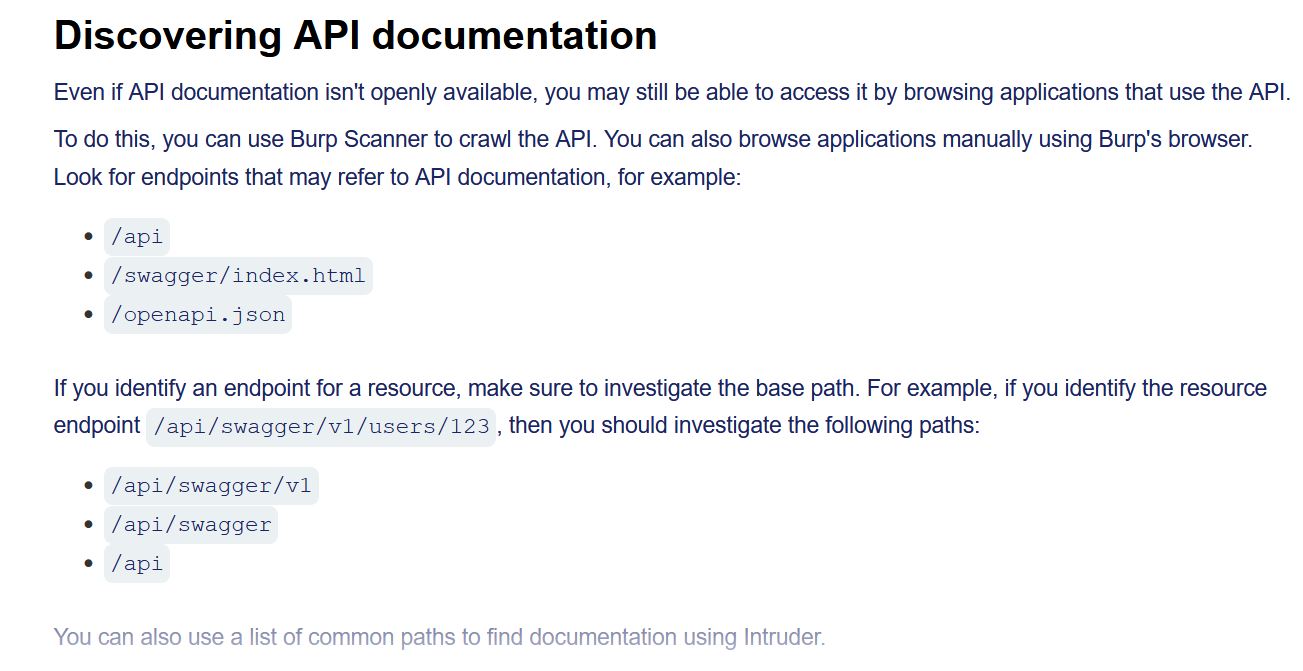 Discovering API documentation
Even if API documentation isn't openly available, you may still be able to access it by browsing applications that use the API.
To do this, you can use Burp Scanner to crawl the API. You can also browse applications manually using Burp's browser.
Look for endpoints that may refer to API documentation, for example:
• /api
• /swagger/index.html
• /openapi.json
If you identify an endpoint for a resource, make sure to investigate the base path. For example, if you identify the resource
endpoint /api/swagger/v1/users/123, then you should investigate the following paths:
• /api/swagger/v1
• /api/swagger
• /api
You can also use a list of common paths to find documentation using Intruder.